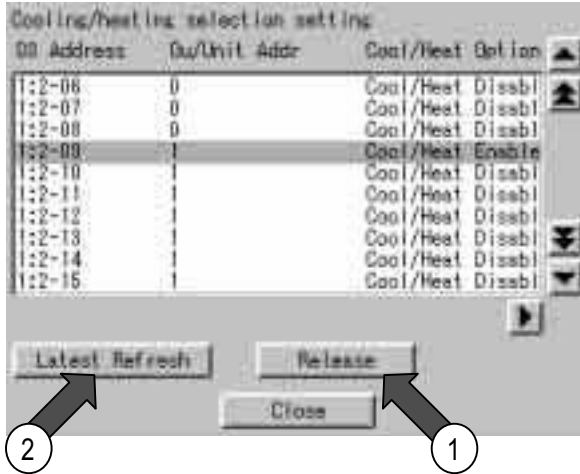 Cooling/heating selection setting
D3 Address Ou/Unit Addr Cool/Heat Option
1:2-06 0 Cool/Heat Disabl
1:2-07 0 Cool/Heat Disabl
1:2-08 0 Cool/Heat Disabl
1:2-09 1 Cool/Heat Enable
1:2-10 1 Cool/Heat Disabl
1:2-11 1 Cool/Heat Disabl
1:2-12 1 Cool/Heat Disabl
1:2-13 1 Cool/Heat Disabl
1:2-14 1 Cool/Heat Disabl
1:2-15 1 Cool/Heat Disabl
Latest Refresh Release
Close
2 1